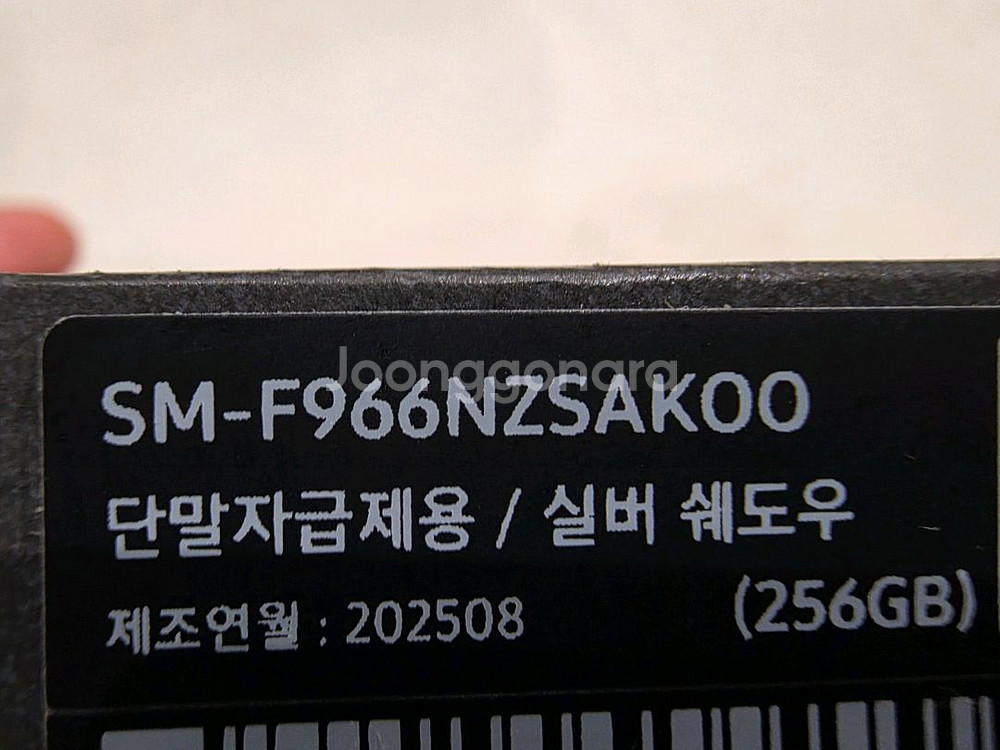 Joonggonara
SM-F966NZSAKOO
단말자급제용 / 실버 쉐도우
제조연월 : 202508
(256GB)